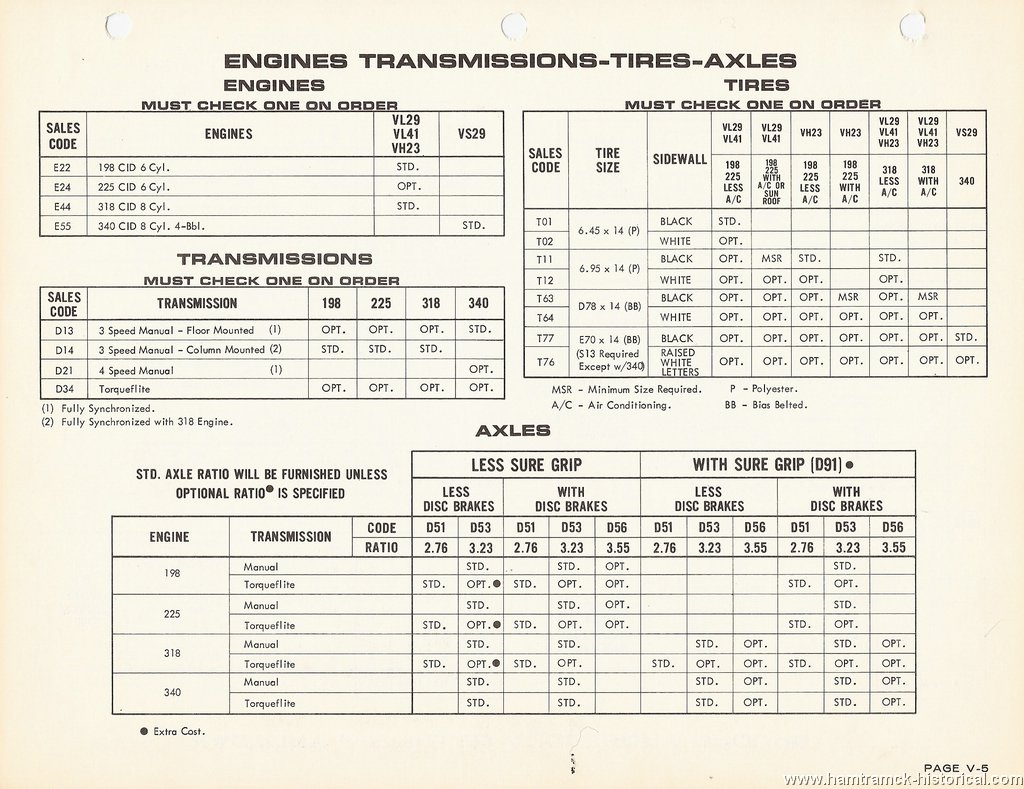 ENGINES TRANSMISSIONS-TIRES-AXLES
ENGINES
MUST CHECK ONE ON ORDER
SALES CODE ENGINES VL29 VL41 VH23 VS29
E22 198 CID 6 Cyl. STD.
E24 225 CID 6 Cyl. OPT.
E44 318 CID 8 Cyl. STD.
E55 340 CID 8 Cyl. 4-Bbl. STD.
TRANSMISSIONS
MUST CHECK ONE ON ORDER
SALES CODE TRANSMISSION 198 225 318 340
D13 3 Speed Manual - Floor Mounted (1) OPT. OPT. OPT. STD.
D14 3 Speed Manual - Column Mounted (2) STD. STD. STD.
D21 4 Speed Manual (1) OPT.
D34 Torqueflite OPT. OPT. OPT. OPT.
(1) Fully Synchronized.
(2) Fully Synchronized with 318 Engine.
TIRES
MUST CHECK ONE ON ORDER
SALES CODE TIRE SIZE SIDEWALL
VL29 VL41 VL29 VL41 VH23 VH23 VL29 VL41 VH23 VL29 VL41 VH23 VS29
198 225 LESS A/C 198 225 WITH A/C OR SUN ROOF 198 225 LESS A/C 198 225 WITH A/C 318 LESS A/C 318 WITH A/C 340
T01 6.45 x 14 (P) BLACK STD.
T02 WHITE OPT.
T11 6.95 x 14 (P) BLACK OPT. MSR STD. STD.
T12 WHITE OPT. OPT. OPT. OPT.
T63 D78 x 14 (BB) BLACK OPT. OPT. OPT. MSR OPT. MSR
T64 WHITE OPT. OPT. OPT. OPT. OPT. OPT.
T77 E70 x 14 (BB) BLACK OPT. OPT. OPT. OPT. OPT. OPT. STD.
(S13 Required Except w/340)
T76 RAISED WHITE LETTERS OPT. OPT. OPT. OPT. OPT. OPT. OPT.
MSR - Minimum Size Required. P - Polyester.
A/C - Air Conditioning. BB - Bias Belted.
AXLES
STD. AXLE RATIO WILL BE FURNISHED UNLESS
OPTIONAL RATIO● IS SPECIFIED
LESS SURE GRIP WITH SURE GRIP (D91)●
LESS DISC BRAKES WITH DISC BRAKES LESS DISC BRAKES WITH DISC BRAKES
ENGINE TRANSMISSION CODE D51 D53 D51 D53 D56 D51 D53 D56 D51 D53 D56
RATIO 2.76 3.23 2.76 3.23 3.55 2.76 3.23 3.55 2.76 3.23 3.55
198 Manual STD. STD. OPT. STD.
Torqueflite STD. OPT.● STD. OPT. OPT. STD. OPT.
225 Manual STD. STD. OPT. STD.
Torqueflite STD. OPT.● STD. OPT. OPT. STD. OPT.
318 Manual STD. STD. STD. OPT. STD. OPT.
Torqueflite STD. OPT.● STD. OPT. STD. OPT. OPT. STD. OPT. OPT.
340 Manual STD. STD. STD. OPT. STD. OPT.
Torqueflite STD. STD. STD. OPT. STD. OPT.
● Extra Cost.
PAGE V-5
www.hamtramck-historical.com